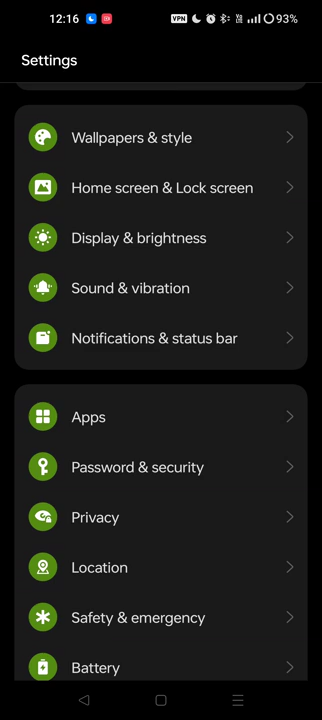 12:16 VPN 93%
Settings
Wallpapers & style
Home screen & Lock screen
Display & brightness
Sound & vibration
Notifications & status bar
Apps
Password & security
Privacy
Location
Safety & emergency
Battery